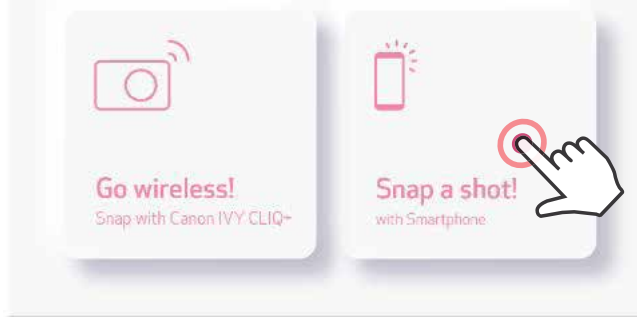 Go wireless!
Snap with Canon IVY CLIQ+
Snap a shot!
with Smartphone